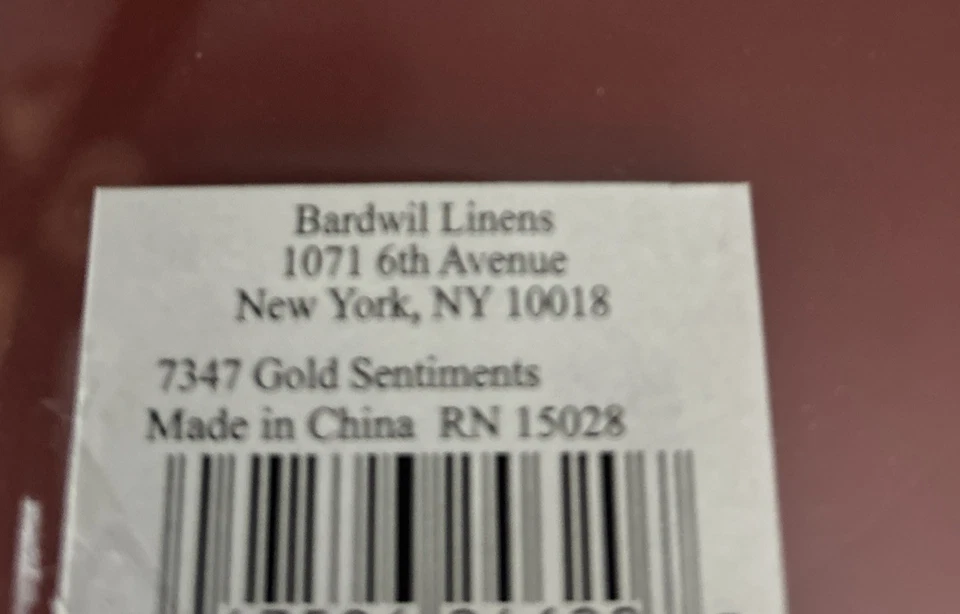 Bardwil Linens
1071 6th Avenue
New York, NY 10018
7347 Gold Sentiments
Made in China RN 15028